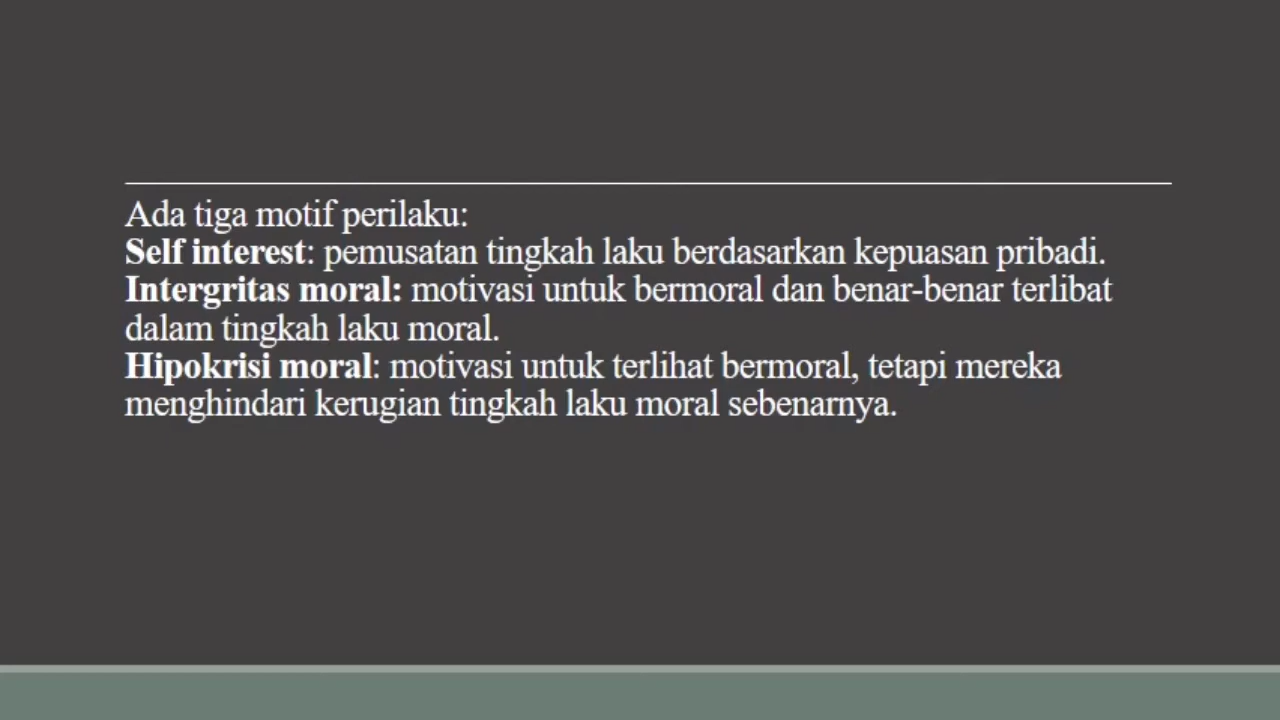 Ada tiga motif perilaku:
Self interest: pemusatan tingkah laku berdasarkan kepuasan pribadi.
Intergritas moral: motivasi untuk bermoral dan benar-benar terlibat
dalam tingkah laku moral.
Hipokrisi moral: motivasi untuk terlihat bermoral, tetapi mereka
menghindari kerugian tingkah laku moral sebenarnya.